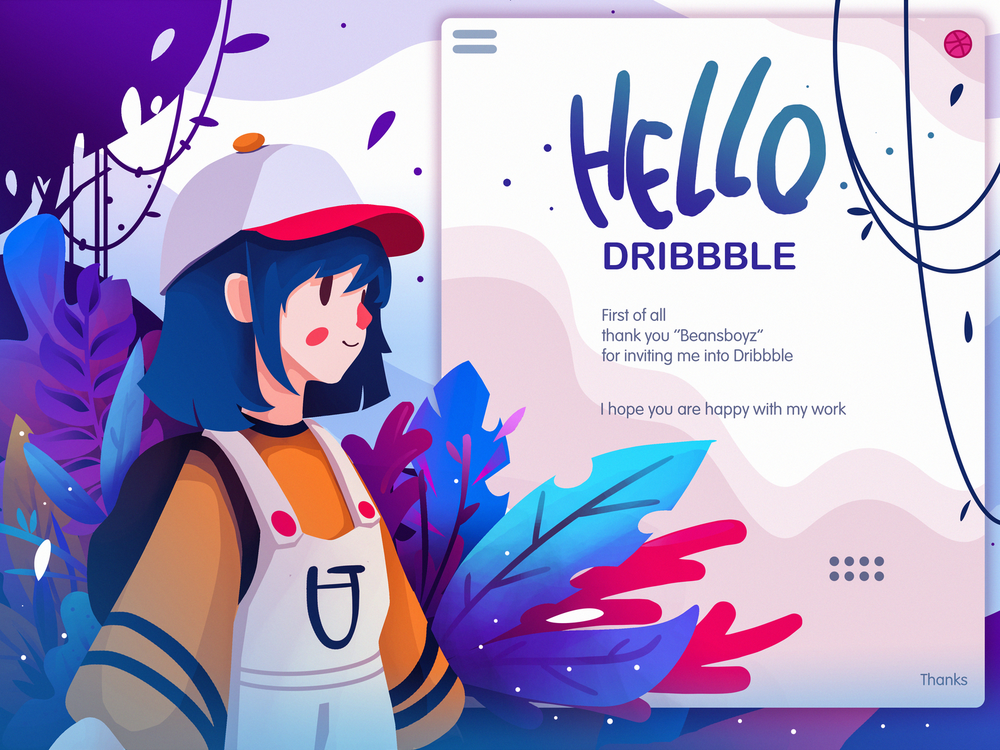 HELLO
DRIBBBLE
First of all
thank you “Beansboyz”
for inviting me into Dribbble
I hope you are happy with my work
Thanks